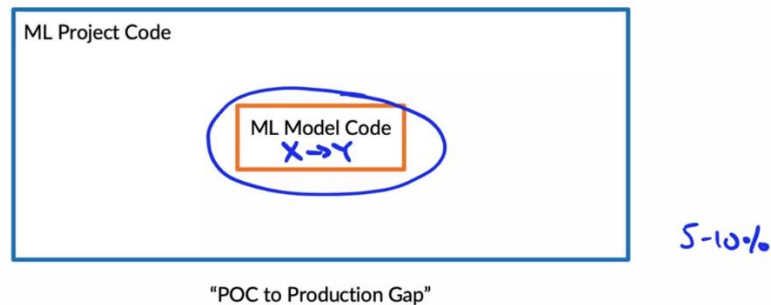 ML Project Code
ML Model Code
X→Y
5-10%
"POC to Production Gap"